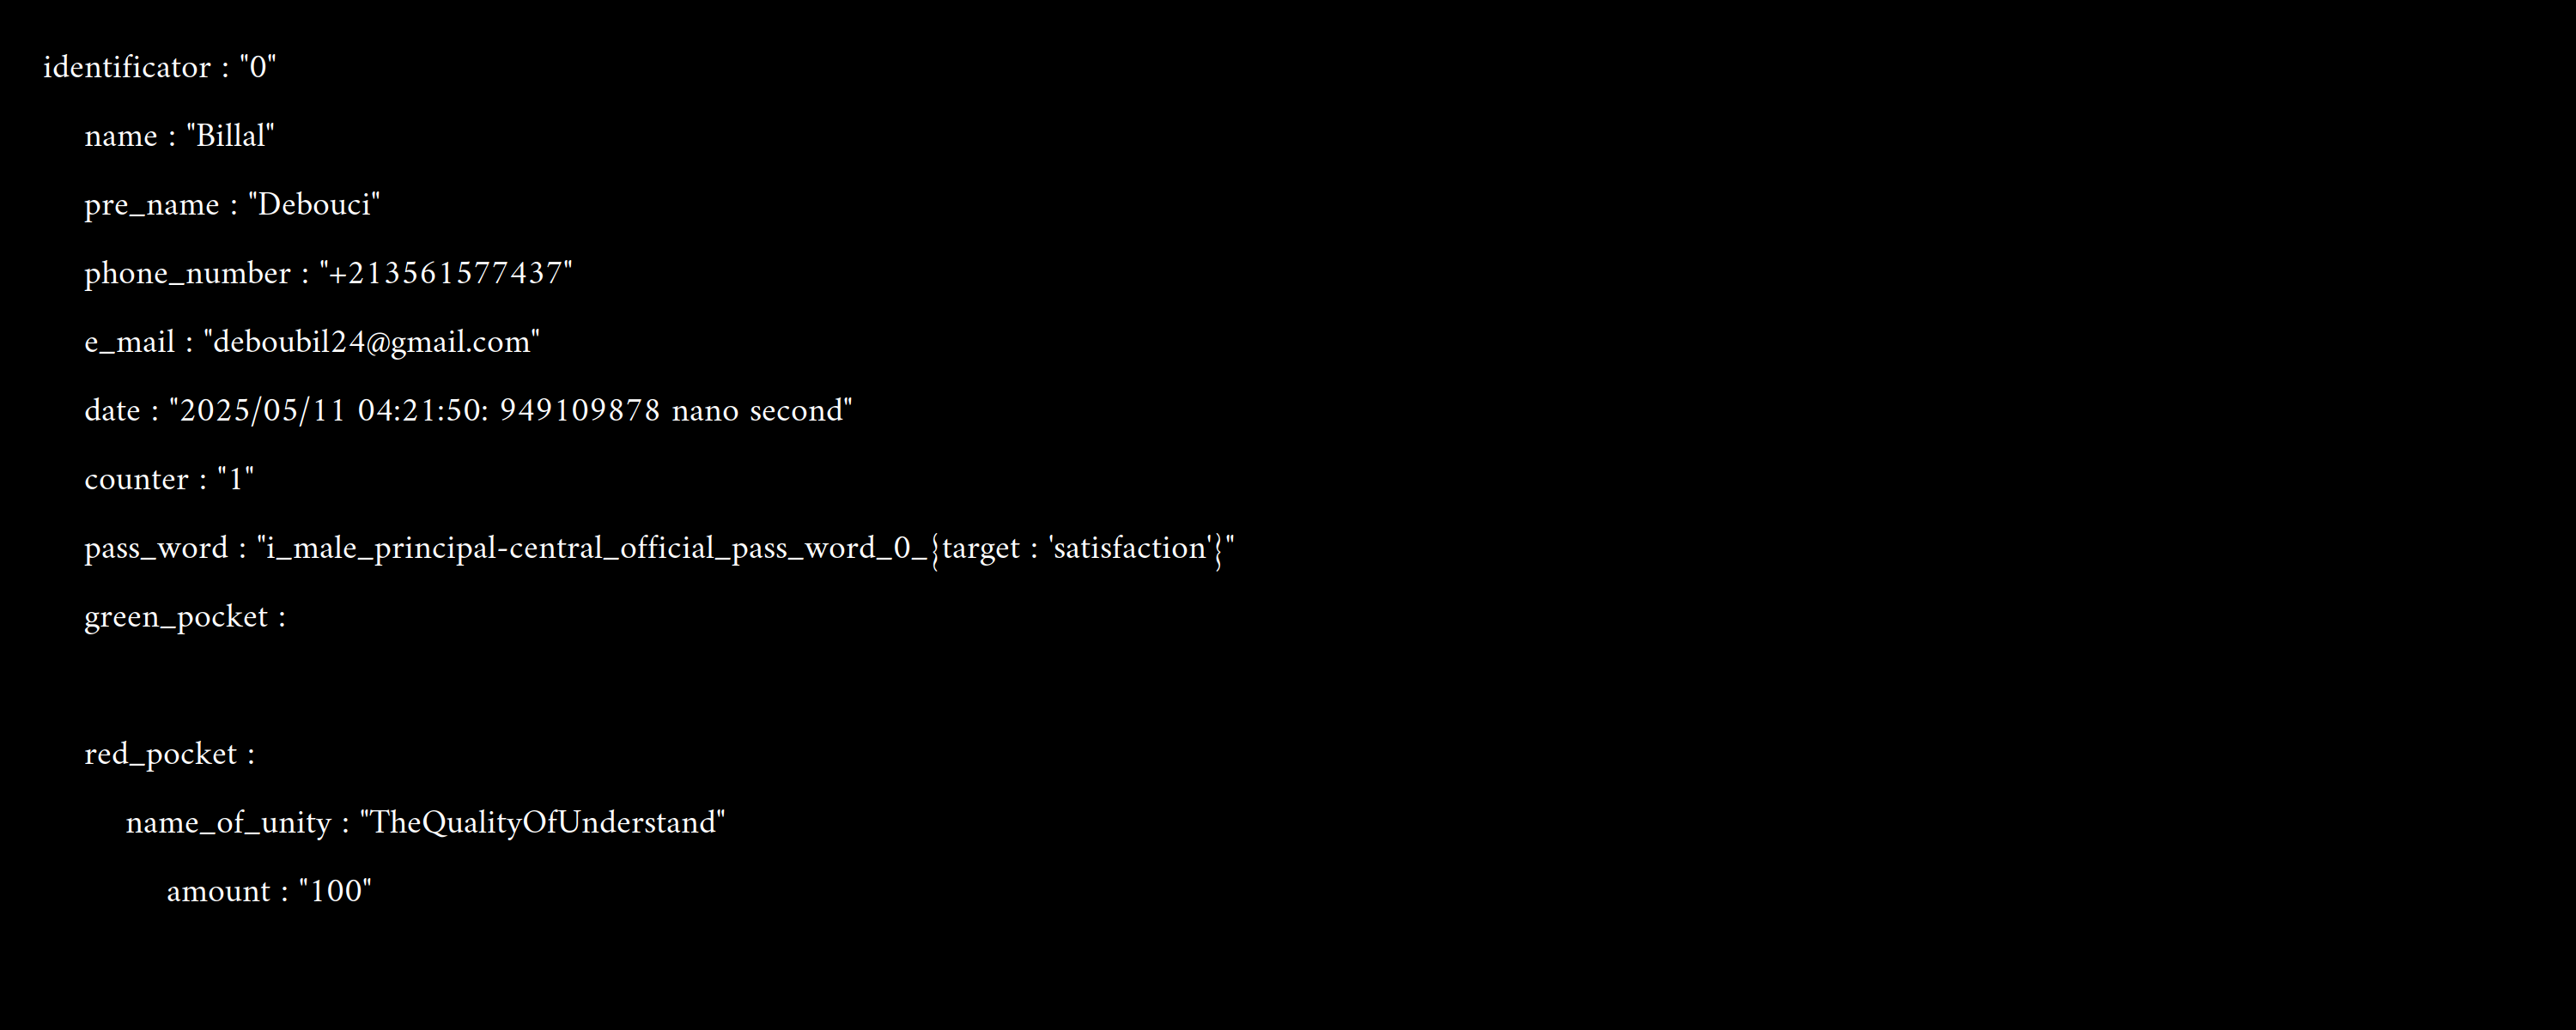 identificator : "0"
name : "Billal"
pre_name : "Debouci"
phone_number : "+213561577437"
e_mail : "deboubil24@gmail.com"
date : "2025/05/11 04:21:50: 949109878 nano second"
counter : "1"
pass_word : "i_male_principal-central_official_pass_word_0_{target : 'satisfaction'}"
green_pocket :
red_pocket :
name_of_unity : "TheQualityOfUnderstand"
amount : "100"